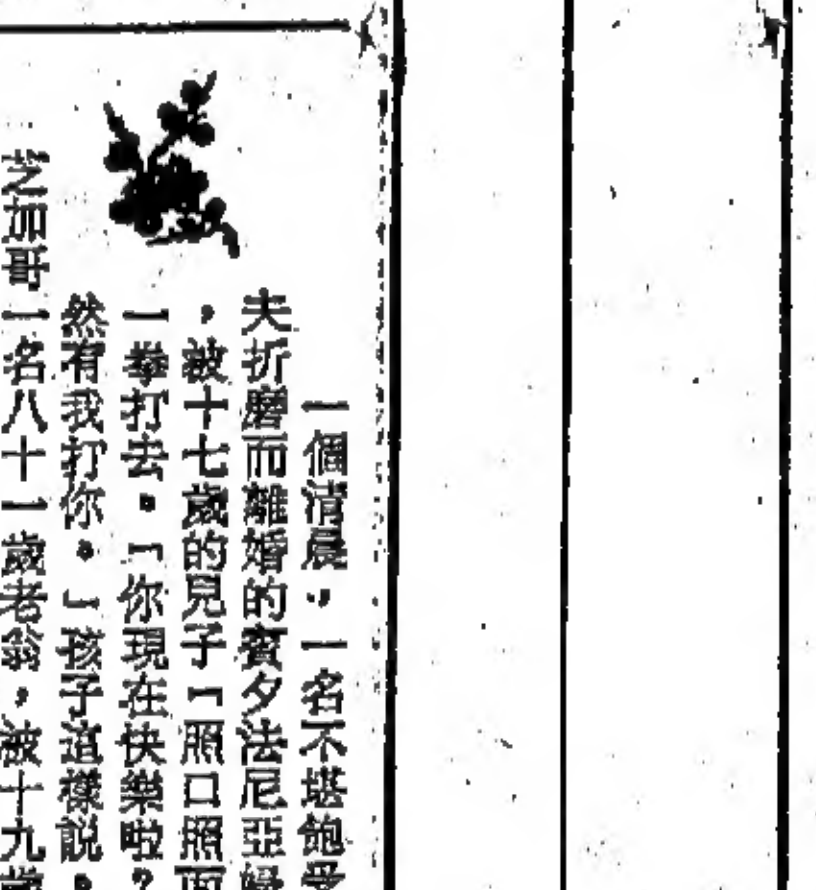 一個清晨，一名不堪飽受
夫折磨而離婚的賓夕法尼亞婦
，被十七歲的兒子「照口照面
一拳打去。「你現在快樂啦？
然有我打你。」孩子這樣説。
芝加哥一名八十一歲老翁，被十九歲